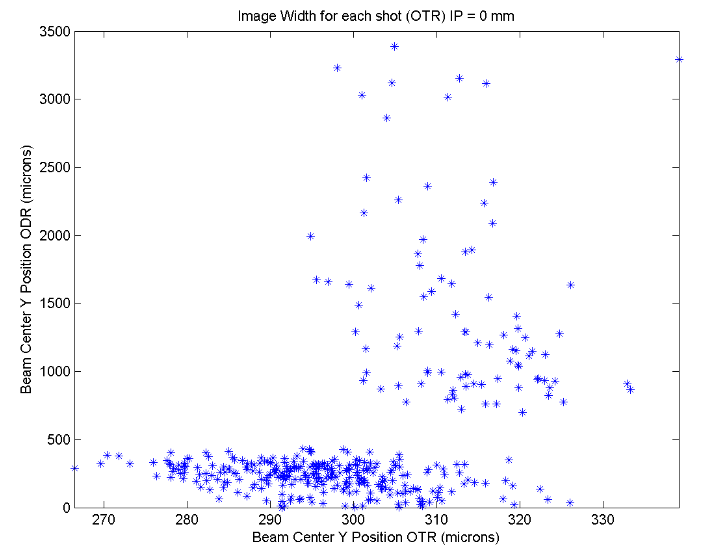 Image Width for each shot (OTR) IP = 0 mm
3500
3000
2500
2000
1500
1000
500
0
Beam Center Y Position ODR (microns)
270 280 290 300 310 320 330
Beam Center Y Position OTR (microns)